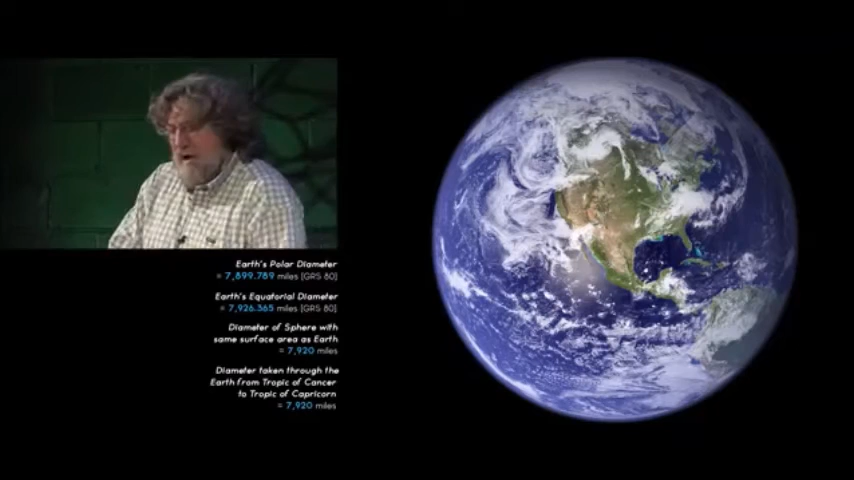 Earth's Polar Diameter
= 7,899.789 miles [GRS 80]
Earth's Equatorial Diameter
= 7,926.365 miles [GRS 80]
Diameter of Sphere with
same surface area as Earth
= 7,920 miles
Diameter taken through the
Earth from Tropic of Cancer
to Tropic of Capricorn
= 7,920 miles